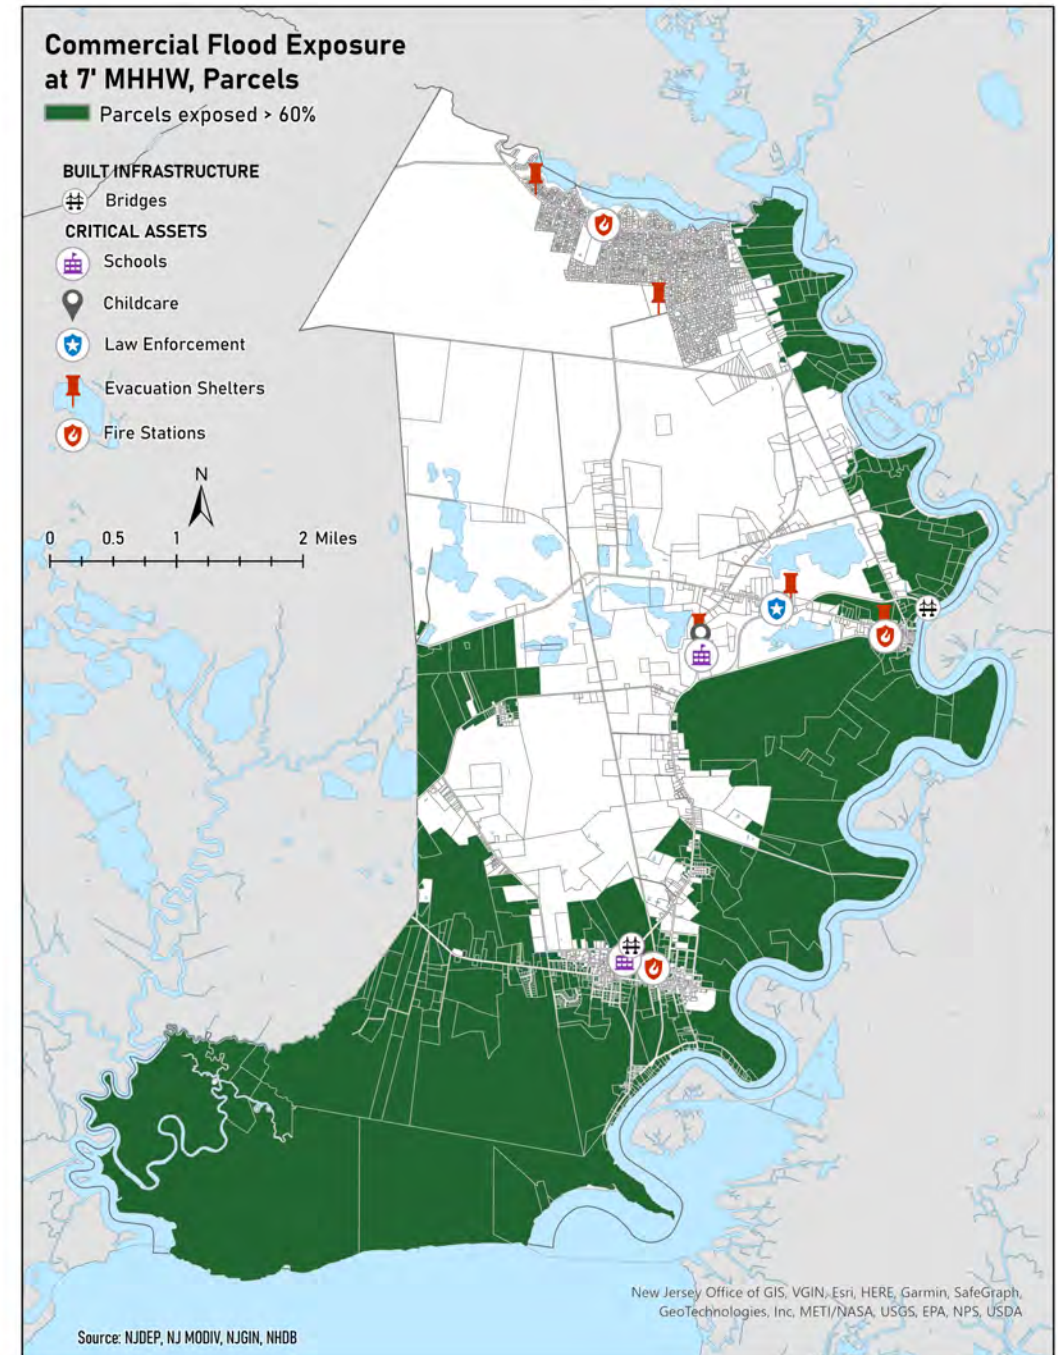 Commercial Flood Exposure
at 7' MHHW, Parcels
Parcels exposed > 60%
BUILT INFRASTRUCTURE
Bridges
CRITICAL ASSETS
Schools
Childcare
Law Enforcement
Evacuation Shelters
Fire Stations
N
0 0.5 1 2 Miles
New Jersey Office of GIS, VGIN, Esri, HERE, Garmin, SafeGraph,
GeoTechnologies, Inc, METI/NASA, USGS, EPA, NPS, USDA
Source: NJDEP, NJ MODIV, NJGIN, NHDB